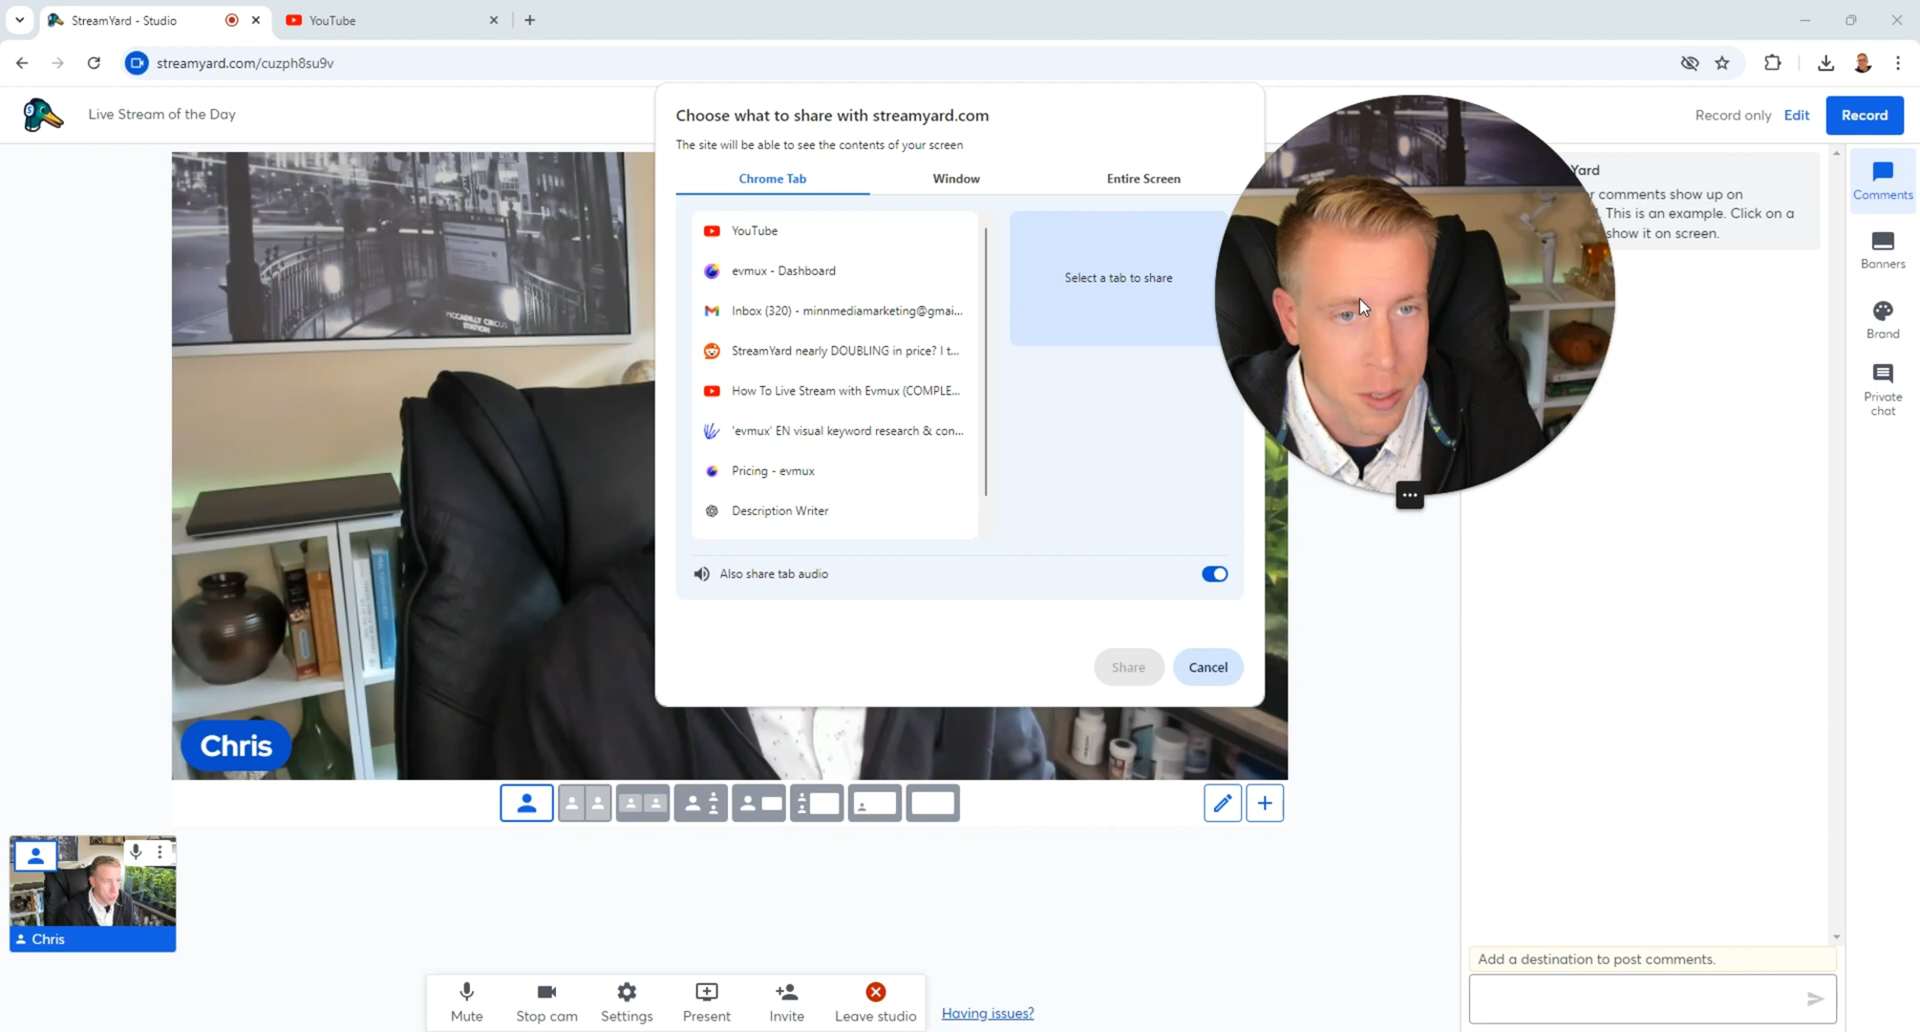 StreamYard - Studio
YouTube
streamyard.com/cuzph8su9v
Live Stream of the Day
Record only
Edit
Record
Choose what to share with streamyard.com
The site will be able to see the contents of your screen
Chrome Tab
Window
Entire Screen
YouTube
evmux - Dashboard
Inbox (320) - minnmediamarketing@gmai...
StreamYard nearly DOUBLING in price? I t...
How To Live Stream with Evmux (COMPLE...
'evmux' EN visual keyword research & con...
Pricing - evmux
Description Writer
Select a tab to share
Also share tab audio
Share
Cancel
Yard
r comments show up on
. This is an example. Click on a
show it on screen.
Comments
Banners
Brand
Private
chat
PICCADILLY CIRCUS
STATION
Chris
Chris
Mute
Stop cam
Settings
Present
Invite
Leave studio
Having issues?
Add a destination to post comments.